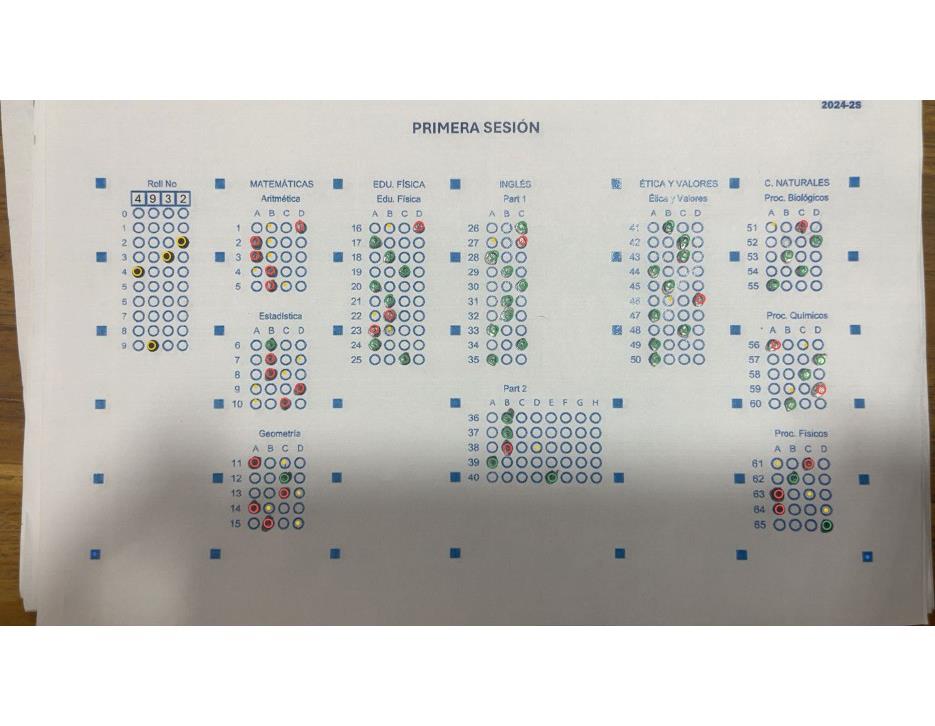 2024-2S
PRIMERA SESIÓN
Roll No
4 9 3 2
0
1
2
3
4
5
6
7
8
9
MATEMÁTICAS
Aritmética
A B C D
1
2
3
4
5
Estadística
A B C D
6
7
8
9
10
Geometría
A B C D
11
12
13
14
15
EDU. FÍSICA
Edu. Física
A B C D
16
17
18
19
20
21
22
23
24
25
INGLÉS
Part 1
A B C
26
27
28
29
30
31
32
33
34
35
Part 2
A B C D E F G H
36
37
38
39
40
ÉTICA Y VALORES
Ética y Valores
A B C D
41
42
43
44
45
46
47
48
49
50
C. NATURALES
Proc. Biológicos
A B C D
51
52
53
54
55
Proc. Químicos
A B C D
56
57
58
59
60
Proc. Físicos
A B C D
61
62
63
64
65